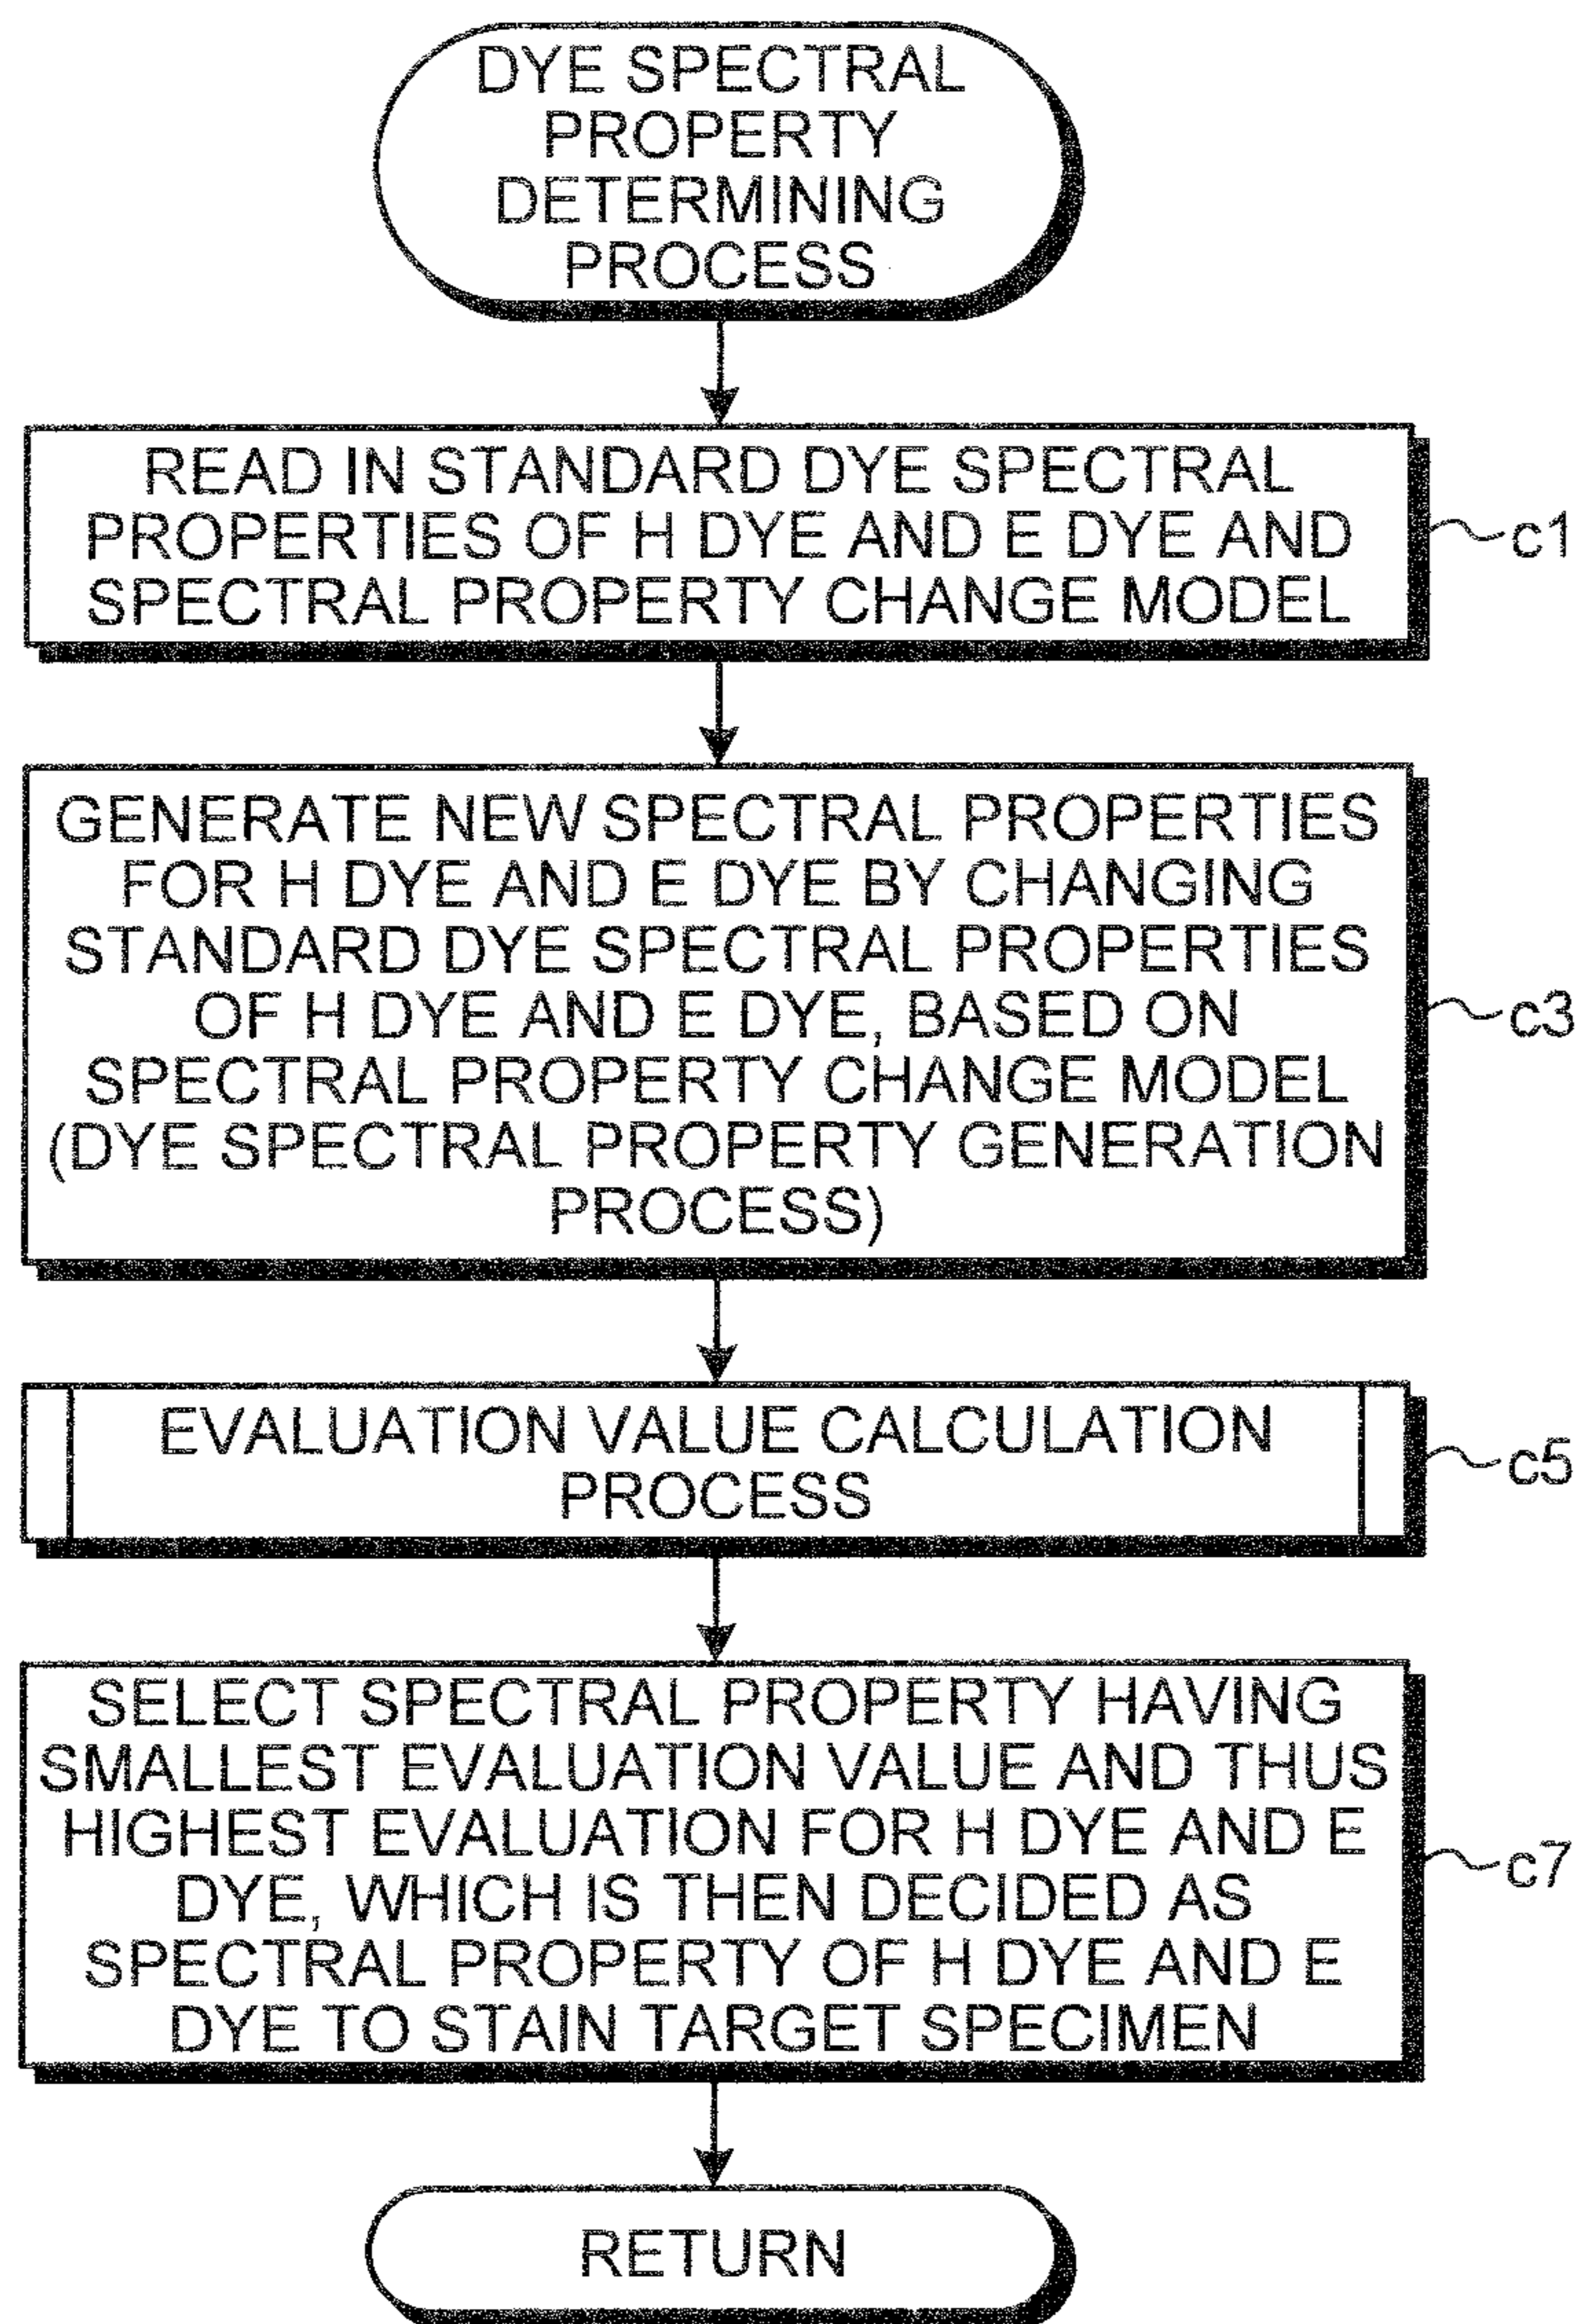 DYE SPECTRAL
PROPERTY
DETERMINING
PROCESS
READ IN STANDARD DYE SPECTRAL
PROPERTIES OF H DYE AND E DYE AND
SPECTRAL PROPERTY CHANGE MODEL
c1
GENERATE NEW SPECTRAL PROPERTIES
FOR H DYE AND E DYE BY CHANGING
STANDARD DYE SPECTRAL PROPERTIES
OF H DYE AND E DYE, BASED ON
SPECTRAL PROPERTY CHANGE MODEL
(DYE SPECTRAL PROPERTY GENERATION
PROCESS)
c3
EVALUATION VALUE CALCULATION
PROCESS
c5
SELECT SPECTRAL PROPERTY HAVING
SMALLEST EVALUATION VALUE AND THUS
HIGHEST EVALUATION FOR H DYE AND E
DYE, WHICH IS THEN DECIDED AS
SPECTRAL PROPERTY OF H DYE AND E
DYE TO STAIN TARGET SPECIMEN
c7
RETURN